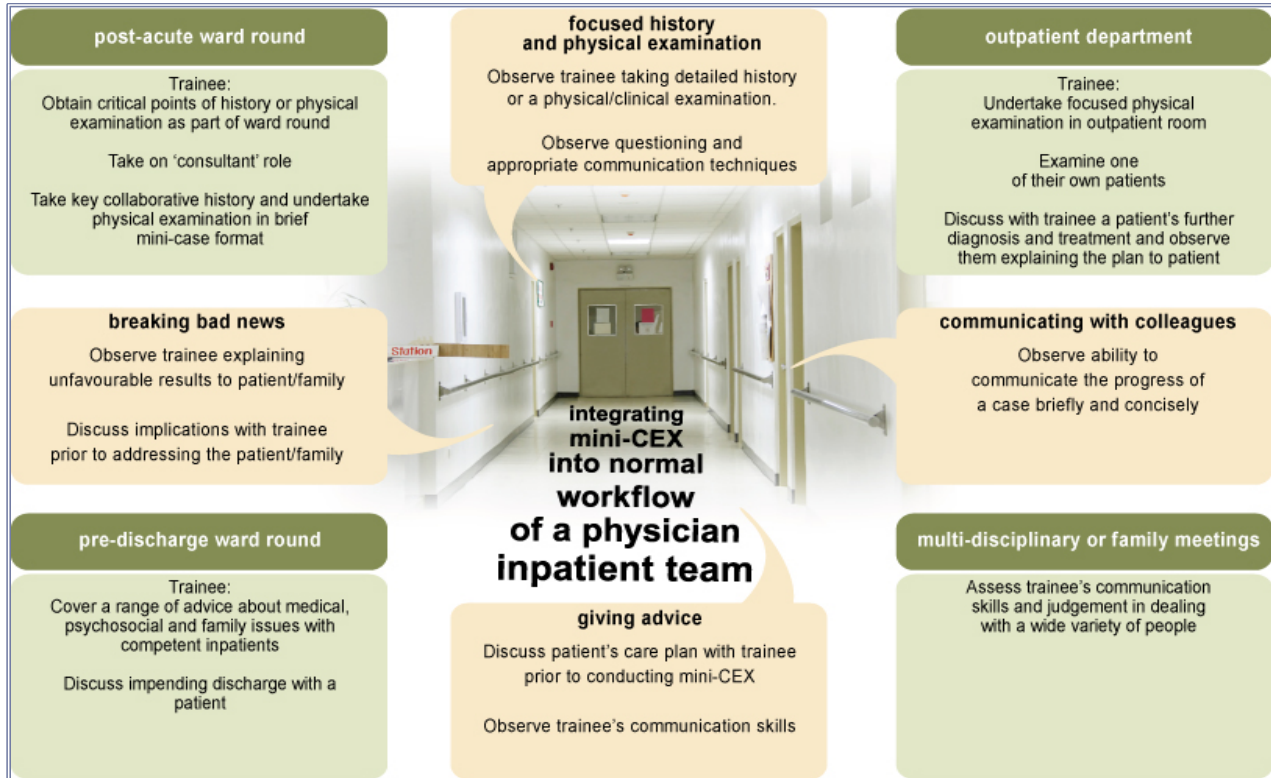 post-acute ward round
Trainee:
Obtain critical points of history or physical
examination as part of ward round
Take on ‘consultant’ role
Take key collaborative history and undertake
physical examination in brief
mini-case format
focused history
and physical examination
Observe trainee taking detailed history
or a physical/clinical examination.
Observe questioning and
appropriate communication techniques
outpatient department
Trainee:
Undertake focused physical
examination in outpatient room
Examine one
of their own patients
Discuss with trainee a patient’s further
diagnosis and treatment and observe
them explaining the plan to patient
breaking bad news
Observe trainee explaining
unfavourable results to patient/family
Discuss implications with trainee
prior to addressing the patient/family
Station
communicating with colleagues
Observe ability to
communicate the progress of
a case briefly and concisely
integrating
mini-CEX
into normal
workflow
of a physician
inpatient team
pre-discharge ward round
Trainee:
Cover a range of advice about medical,
psychosocial and family issues with
competent inpatients
Discuss impending discharge with a
patient
giving advice
Discuss patient’s care plan with trainee
prior to conducting mini-CEX
Observe trainee’s communication skills
multi-disciplinary or family meetings
Assess trainee’s communication
skills and judgement in dealing
with a wide variety of people